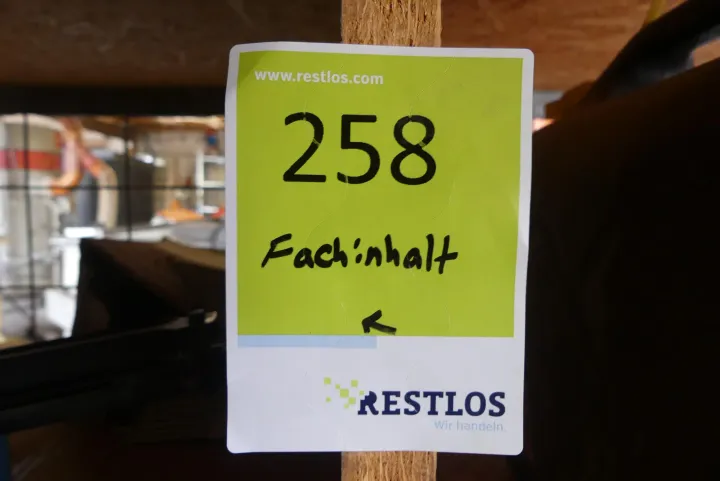 www.restlos.com
258
Fachinhalt
←
RESTLOS
Wir handeln.